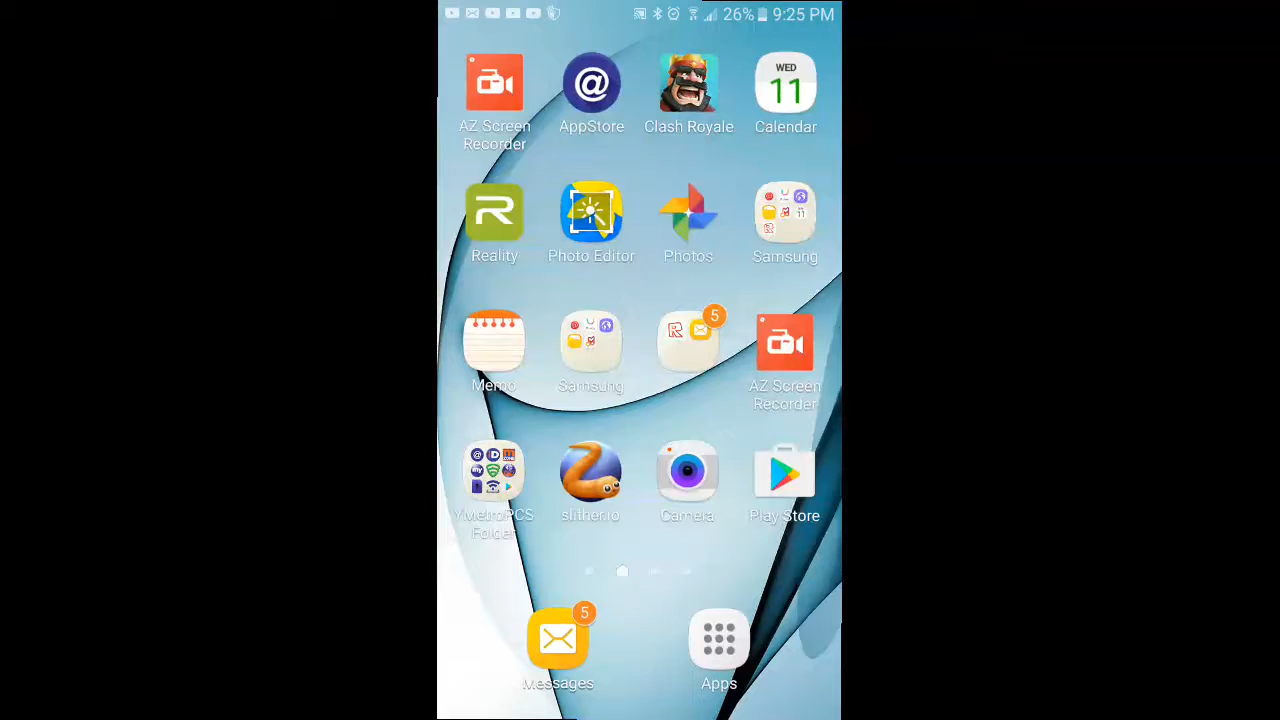 26% 9:25 PM
WED
11
AZ Screen
Recorder
AppStore
Clash Royale
Calendar
Reality
Photo Editor
Photos
Samsung
5
Memo
Samsung
AZ Screen
Recorder
YMetroPCS
Folder
slither.io
Camera
Play Store
5
Messages
Apps